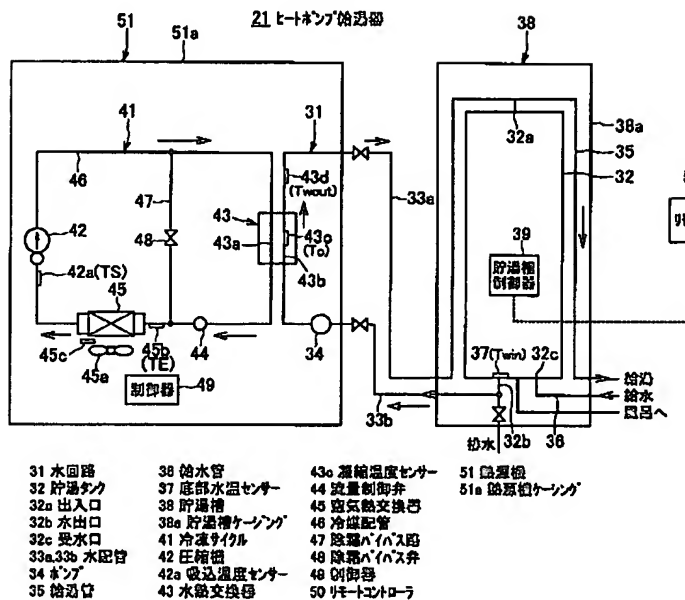 21 ヒートポンプ給湯器
51
51a
38
41
31
32a
38a
46
35
43d
(Twout)
33a
32
47
43
42
48
43a
43c
(Tc)
39
43b
貯湯槽
制御器
42a(TS)
45
37(Twin)
32c
45c
45b
44
34
給湯
45a
(TE)
給水
制御器
49
33b
風呂へ
32b
36
排水
31 水回路
32 貯湯タンク
32a 出入口
32b 水出口
32c 受水口
33a,33b 水配管
34 ポンプ
35 給湯管
36 給水管
37 底部水温センサー
38 貯湯槽
38a 貯湯槽ケーシング
41 冷凍サイクル
42 圧縮機
42a 吸込温度センサー
43 水熱交換器
43c 凝縮温度センサー
44 流量制御弁
45 空気熱交換器
46 冷媒配管
47 除霜バイパス回路
48 除霜バイパス弁
49 制御器
50 リモートコントローラ
51 熱源機
51a 熱源機ケーシング